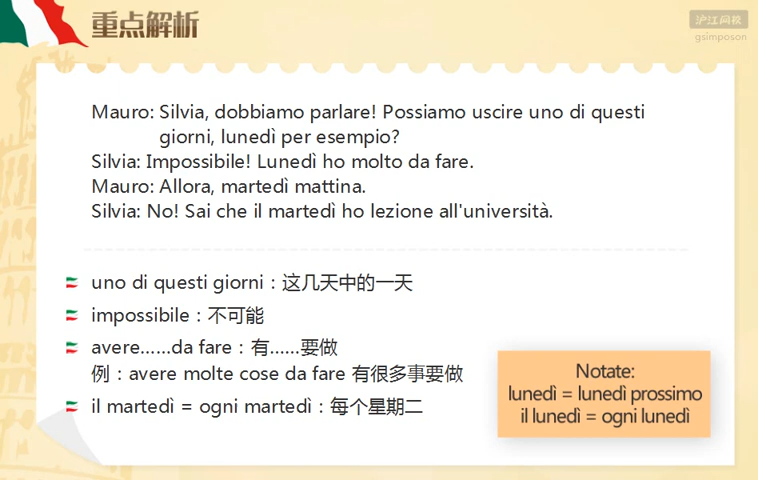 重点解析
沪江网校
gsimposon
Mauro: Silvia, dobbiamo parlare! Possiamo uscire uno di questi
giorni, lunedì per esempio?
Silvia: Impossibile! Lunedì ho molto da fare.
Mauro: Allora, martedì mattina.
Silvia: No! Sai che il martedì ho lezione all'università.
uno di questi giorni：这几天中的一天
impossibile：不可能
avere......da fare：有......要做
例：avere molte cose da fare 有很多事要做
il martedì = ogni martedì：每个星期二
Notate:
lunedì = lunedì prossimo
il lunedì = ogni lunedì